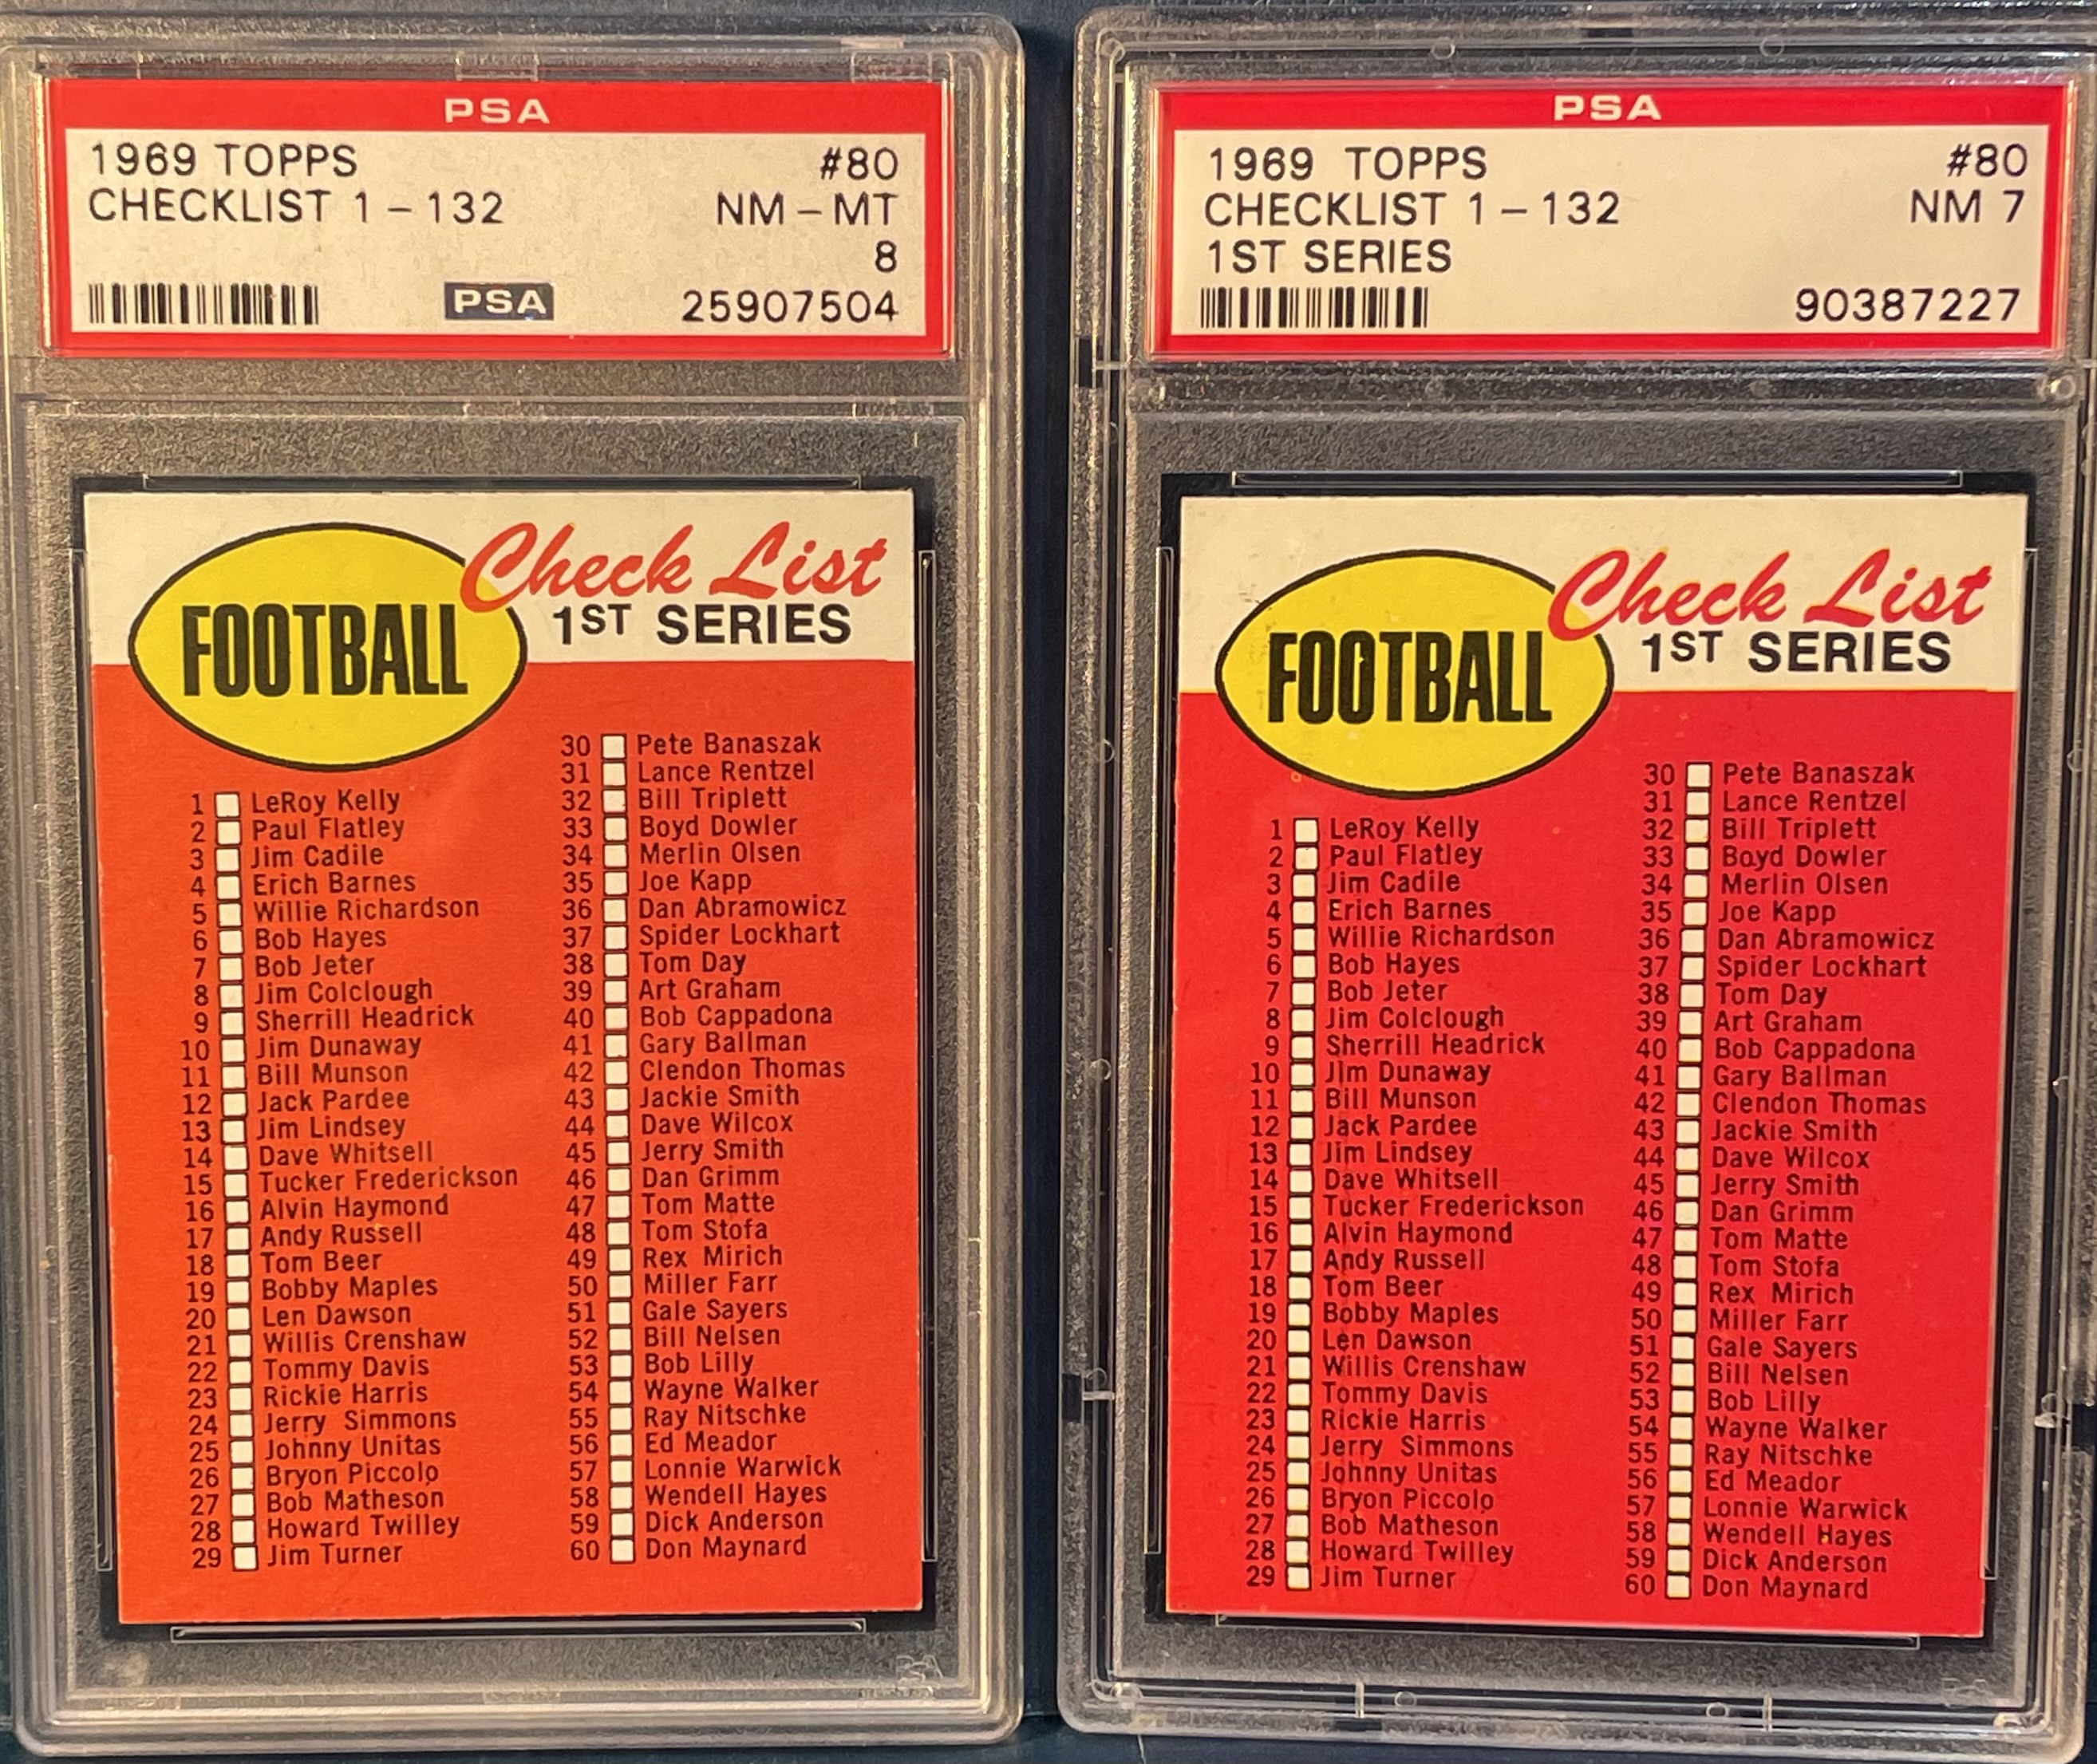 PSA
1969 TOPPS #80
CHECKLIST 1-132 NM-MT
8
PSA 25907504
Check List
FOOTBALL 1ST SERIES
1 LeRoy Kelly
2 Paul Flatley
3 Jim Cadile
4 Erich Barnes
5 Willie Richardson
6 Bob Hayes
7 Bob Jeter
8 Jim Colclough
9 Sherrill Headrick
10 Jim Dunaway
11 Bill Munson
12 Jack Pardee
13 Jim Lindsey
14 Dave Whitsell
15 Tucker Frederickson
16 Alvin Haymond
17 Andy Russell
18 Tom Beer
19 Bobby Maples
20 Len Dawson
21 Willis Crenshaw
22 Tommy Davis
23 Rickie Harris
24 Jerry Simmons
25 Johnny Unitas
26 Bryon Piccolo
27 Bob Matheson
28 Howard Twilley
29 Jim Turner
30 Pete Banaszak
31 Lance Rentzel
32 Bill Triplett
33 Boyd Dowler
34 Merlin Olsen
35 Joe Kapp
36 Dan Abramowicz
37 Spider Lockhart
38 Tom Day
39 Art Graham
40 Bob Cappadona
41 Gary Ballman
42 Clendon Thomas
43 Jackie Smith
44 Dave Wilcox
45 Jerry Smith
46 Dan Grimm
47 Tom Matte
48 Tom Stofa
49 Rex Mirich
50 Miller Farr
51 Gale Sayers
52 Bill Nelsen
53 Bob Lilly
54 Wayne Walker
55 Ray Nitschke
56 Ed Meador
57 Lonnie Warwick
58 Wendell Hayes
59 Dick Anderson
60 Don Maynard
PSA
1969 TOPPS #80
CHECKLIST 1-132 NM 7
1ST SERIES
90387227
Check List
FOOTBALL 1ST SERIES
1 LeRoy Kelly
2 Paul Flatley
3 Jim Cadile
4 Erich Barnes
5 Willie Richardson
6 Bob Hayes
7 Bob Jeter
8 Jim Colclough
9 Sherrill Headrick
10 Jim Dunaway
11 Bill Munson
12 Jack Pardee
13 Jim Lindsey
14 Dave Whitsell
15 Tucker Frederickson
16 Alvin Haymond
17 Andy Russell
18 Tom Beer
19 Bobby Maples
20 Len Dawson
21 Willis Crenshaw
22 Tommy Davis
23 Rickie Harris
24 Jerry Simmons
25 Johnny Unitas
26 Bryon Piccolo
27 Bob Matheson
28 Howard Twilley
29 Jim Turner
30 Pete Banaszak
31 Lance Rentzel
32 Bill Triplett
33 Boyd Dowler
34 Merlin Olsen
35 Joe Kapp
36 Dan Abramowicz
37 Spider Lockhart
38 Tom Day
39 Art Graham
40 Bob Cappadona
41 Gary Ballman
42 Clendon Thomas
43 Jackie Smith
44 Dave Wilcox
45 Jerry Smith
46 Dan Grimm
47 Tom Matte
48 Tom Stofa
49 Rex Mirich
50 Miller Farr
51 Gale Sayers
52 Bill Nelsen
53 Bob Lilly
54 Wayne Walker
55 Ray Nitschke
56 Ed Meador
57 Lonnie Warwick
58 Wendell Hayes
59 Dick Anderson
60 Don Maynard